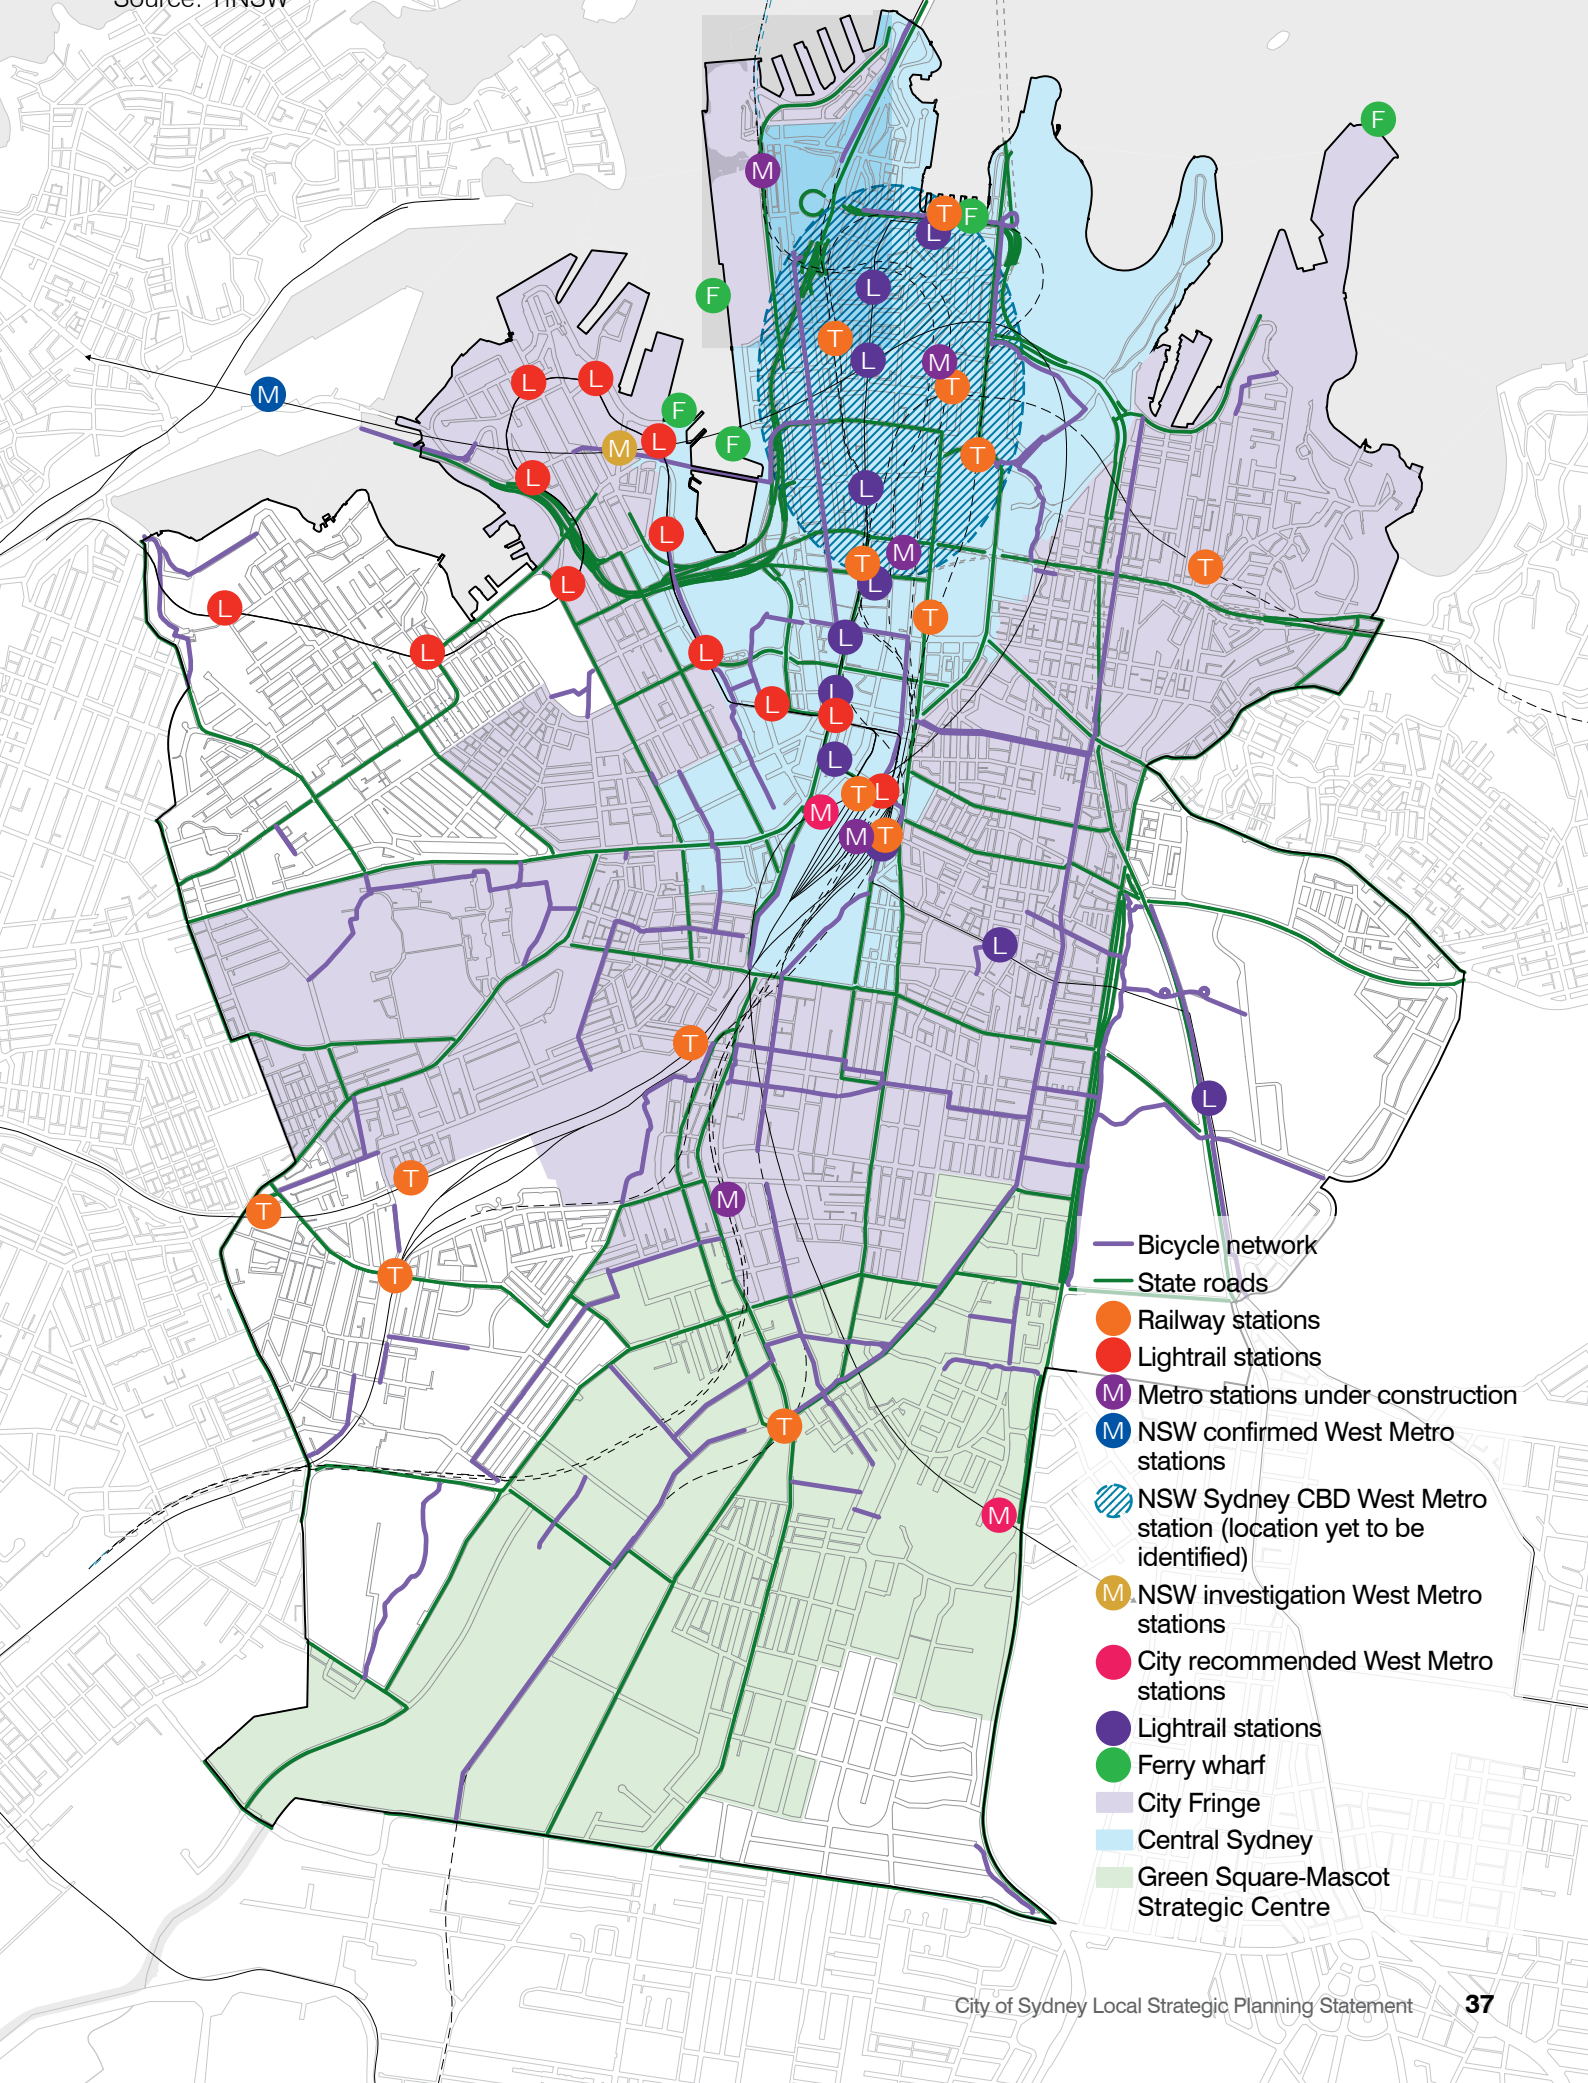 Source: TfNSW
F
M
T F
L
F
L
T
L
M
T
L
L
M
F
L
F
M
T
L
L
L
M
T
L
T
L
L
T
L
L
L
L
L
L
L
T L
M
M T
L
T
L
T
M
T
T
T
M
Bicycle network
State roads
Railway stations
Lightrail stations
M Metro stations under construction
M NSW confirmed West Metro
stations
NSW Sydney CBD West Metro
station (location yet to be
identified)
M NSW investigation West Metro
stations
City recommended West Metro
stations
Lightrail stations
Ferry wharf
City Fringe
Central Sydney
Green Square-Mascot
Strategic Centre
City of Sydney Local Strategic Planning Statement 37